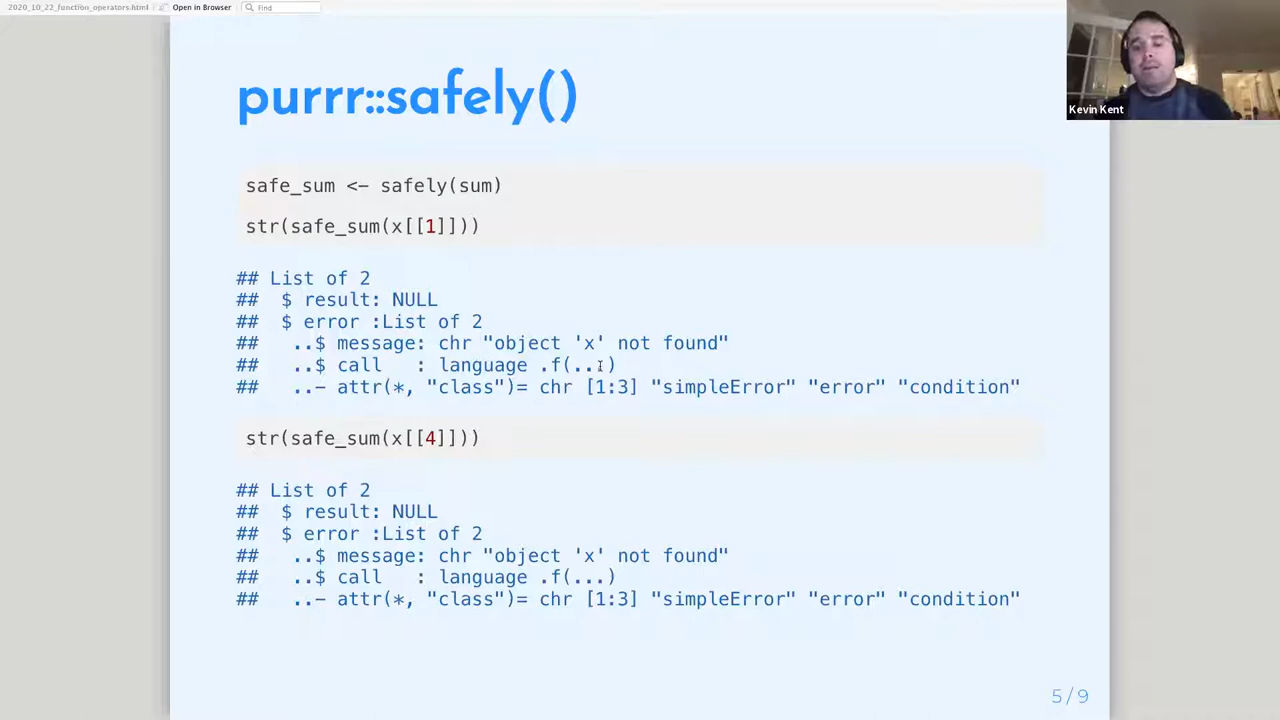 2020_10_22_function_operators.html
Open in Browser
Find
Kevin Kent
purrr::safely()
safe_sum <- safely(sum)
str(safe_sum(x[[1]]))
## List of 2
##  $ result: NULL
##  $ error :List of 2
##   ..$ message: chr "object 'x' not found"
##   ..$ call   : language .f(...)
##   ..- attr(*, "class")= chr [1:3] "simpleError" "error" "condition"
str(safe_sum(x[[4]]))
## List of 2
##  $ result: NULL
##  $ error :List of 2
##   ..$ message: chr "object 'x' not found"
##   ..$ call   : language .f(...)
##   ..- attr(*, "class")= chr [1:3] "simpleError" "error" "condition"
5 / 9